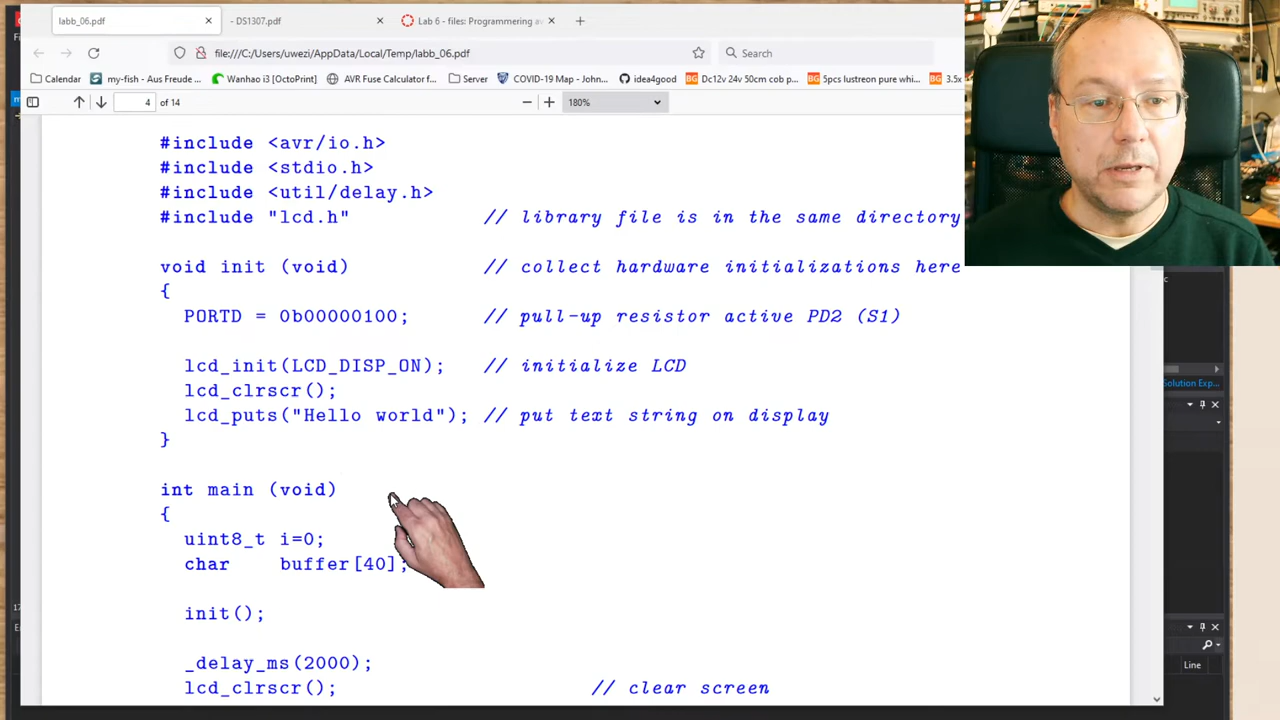 labb_06.pdf
- DS1307.pdf
Lab 6 - files: Programmering av
file:///C:/Users/uwezi/AppData/Local/Temp/labb_06.pdf
Search
Calendar
my-fish - Aus Freude ...
Wanhao i3 [OctoPrint]
AVR Fuse Calculator f...
Server
COVID-19 Map - John...
idea4good
Dc12v 24v 50cm cob p...
5pcs lustreon pure whi...
3.5x
4 of 14
180%
#include <avr/io.h>
#include <stdio.h>
#include <util/delay.h>
#include "lcd.h" // library file is in the same directory
void init (void) // collect hardware initializations here
{
PORTD = 0b00000100; // pull-up resistor active PD2 (S1)
lcd_init(LCD_DISP_ON); // initialize LCD
lcd_clrscr();
lcd_puts("Hello world"); // put text string on display
}
int main (void)
{
uint8_t i=0;
char buffer[40];
init();
_delay_ms(2000);
lcd_clrscr(); // clear screen
Solution Exp...
Line